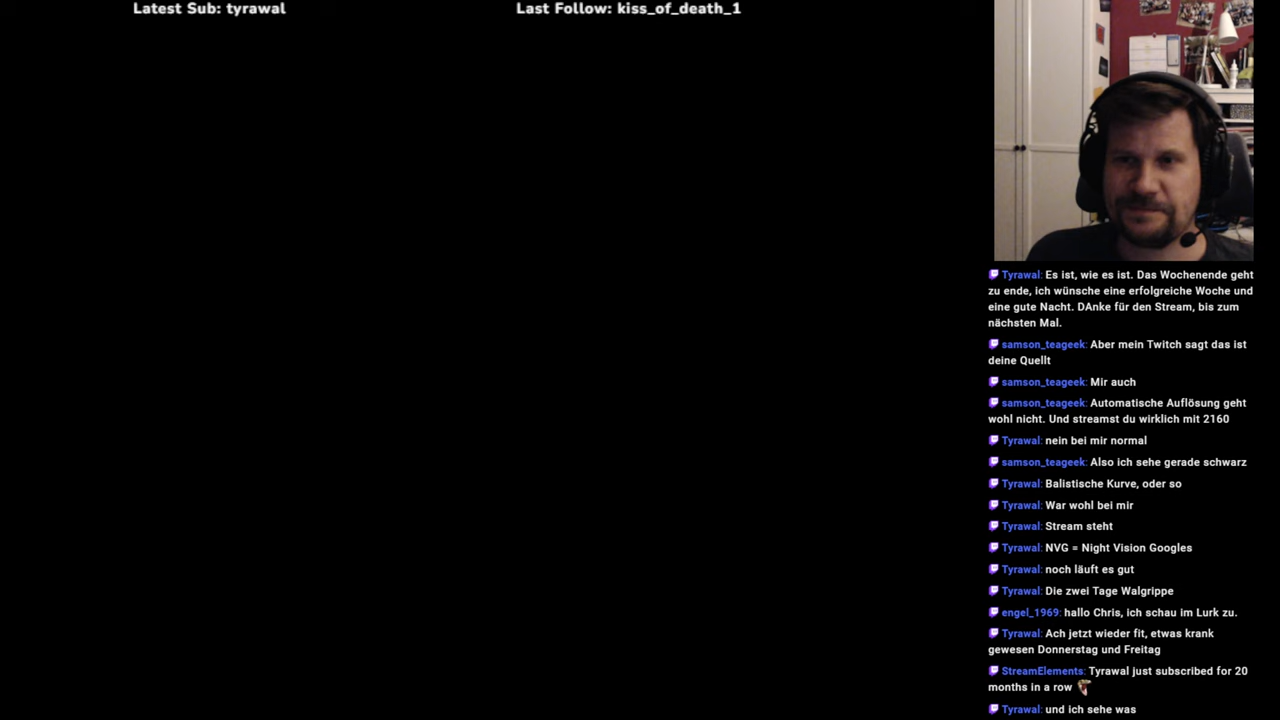 Latest Sub: tyrawal
Last Follow: kiss_of_death_1
Tyrawal: Es ist, wie es ist. Das Wochenende geht
zu ende, ich wünsche eine erfolgreiche Woche und
eine gute Nacht. DAnke für den Stream, bis zum
nächsten Mal.
samson_teageek: Aber mein Twitch sagt das ist
deine Quellt
samson_teageek: Mir auch
samson_teageek: Automatische Auflösung geht
wohl nicht. Und streamst du wirklich mit 2160
Tyrawal: nein bei mir normal
samson_teageek: Also ich sehe gerade schwarz
Tyrawal: Balistische Kurve, oder so
Tyrawal: War wohl bei mir
Tyrawal: Stream steht
Tyrawal: NVG = Night Vision Googles
Tyrawal: noch läuft es gut
Tyrawal: Die zwei Tage Walgrippe
engel_1969: hallo Chris, ich schau im Lurk zu.
Tyrawal: Ach jetzt wieder fit, etwas krank
gewesen Donnerstag und Freitag
StreamElements: Tyrawal just subscribed for 20
months in a row
Tyrawal: und ich sehe was